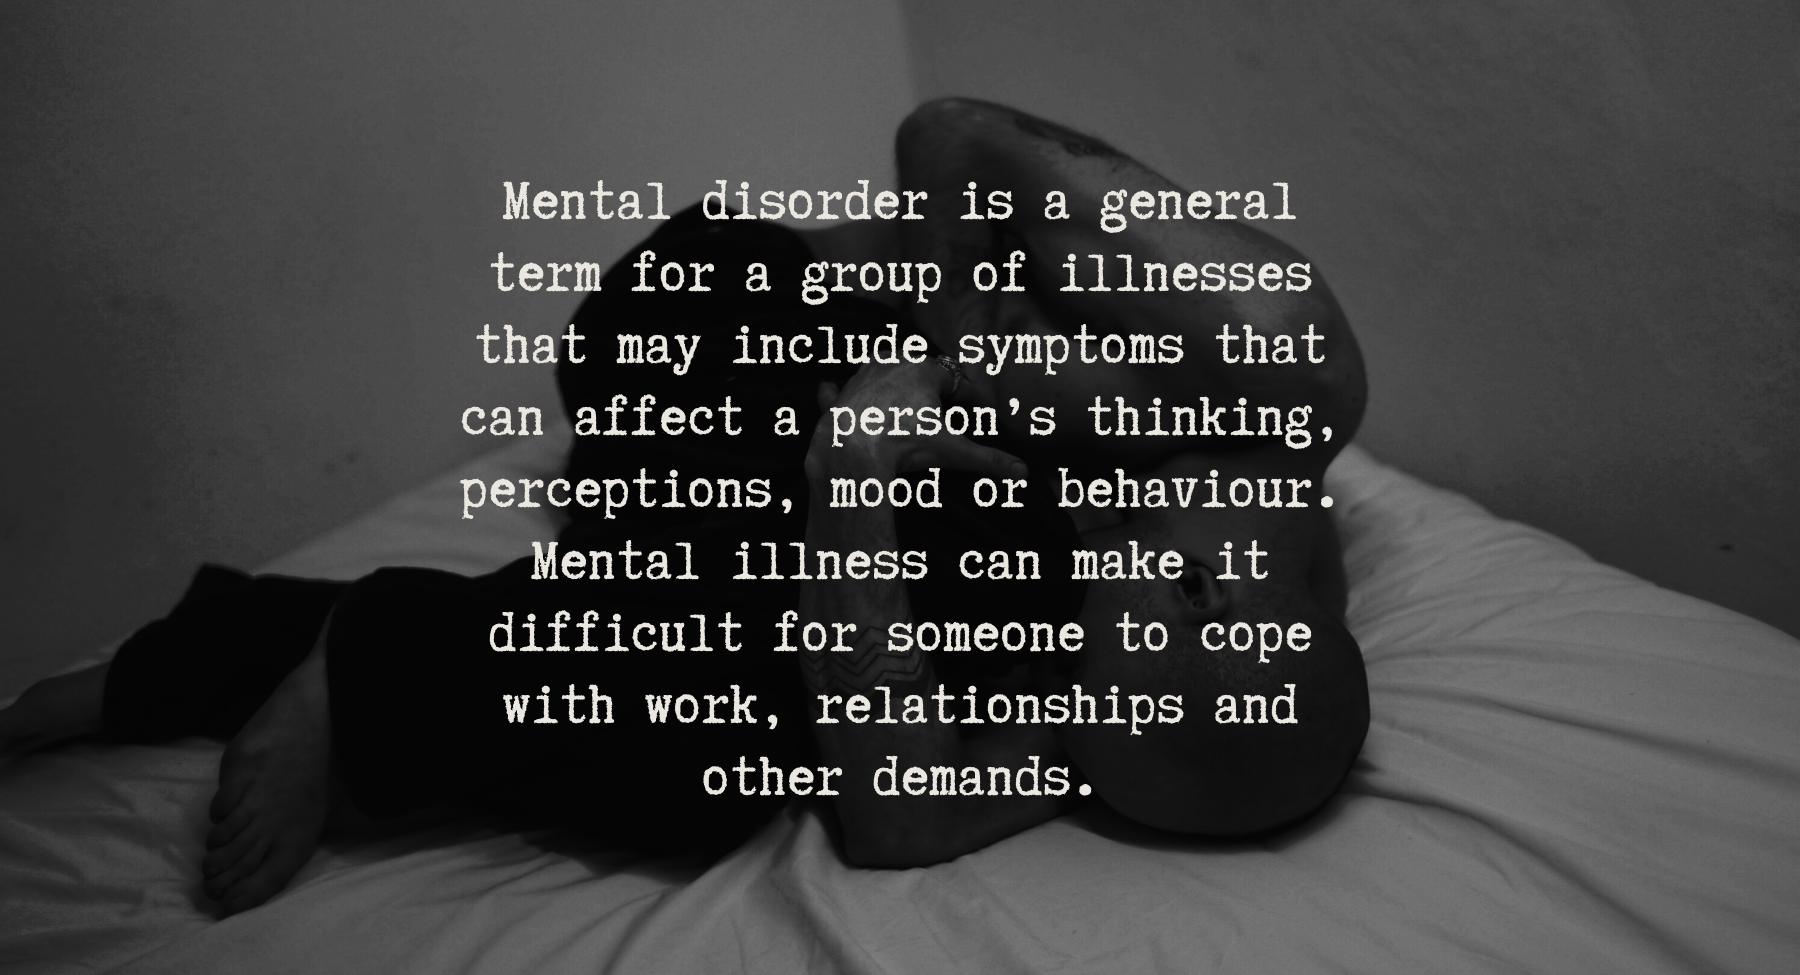 Mental disorder is a general
term for a group of illnesses
that may include symptoms that
can affect a person’s thinking,
perceptions, mood or behaviour.
Mental illness can make it
difficult for someone to cope
with work, relationships and
other demands.